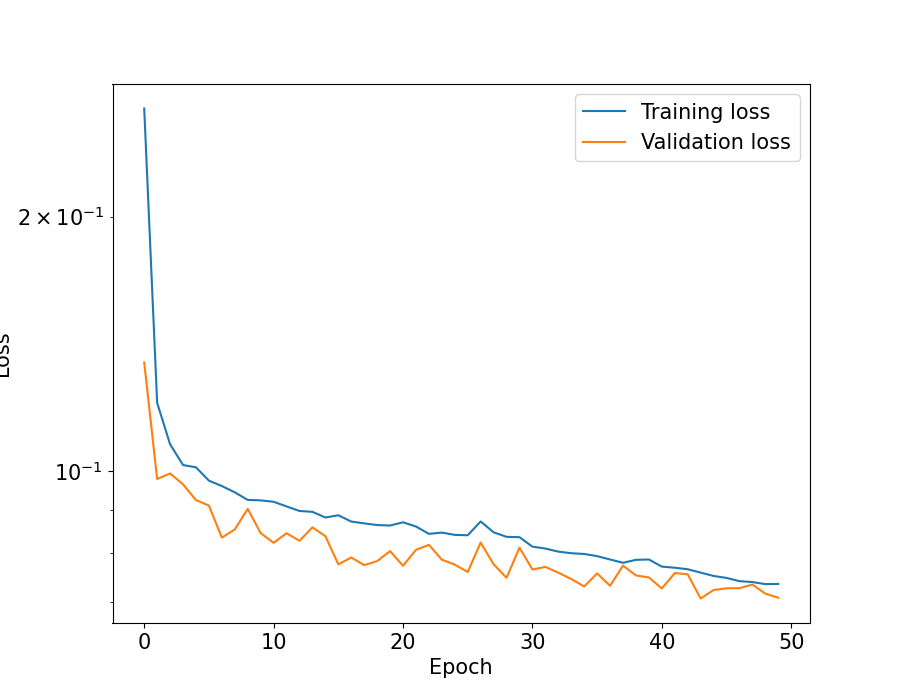 Training loss
Validation loss
2 × 10⁻¹
10⁻¹
Loss
0 10 20 30 40 50
Epoch